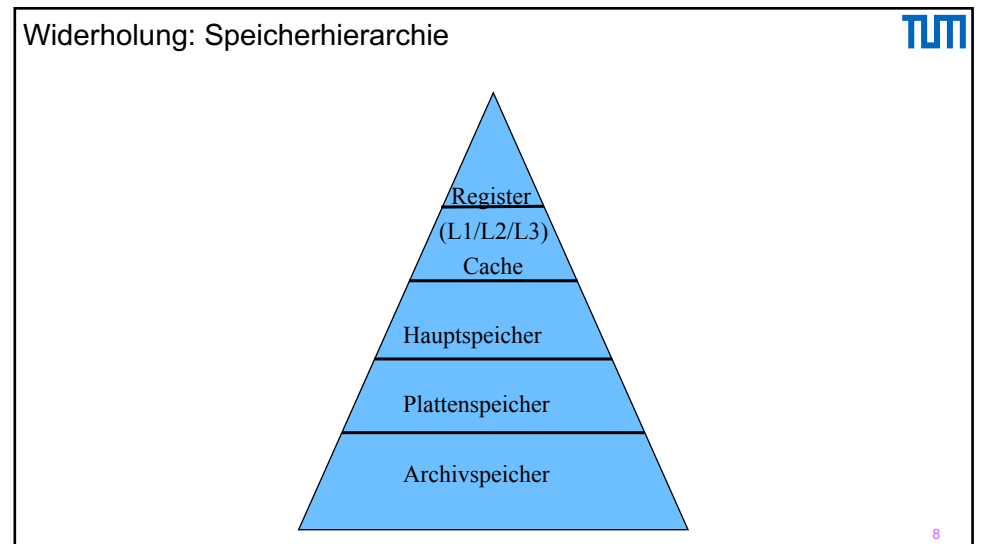 Widerholung: Speicherhierarchie
TUM
Register
(L1/L2/L3)
Cache
Hauptspeicher
Plattenspeicher
Archivspeicher
8